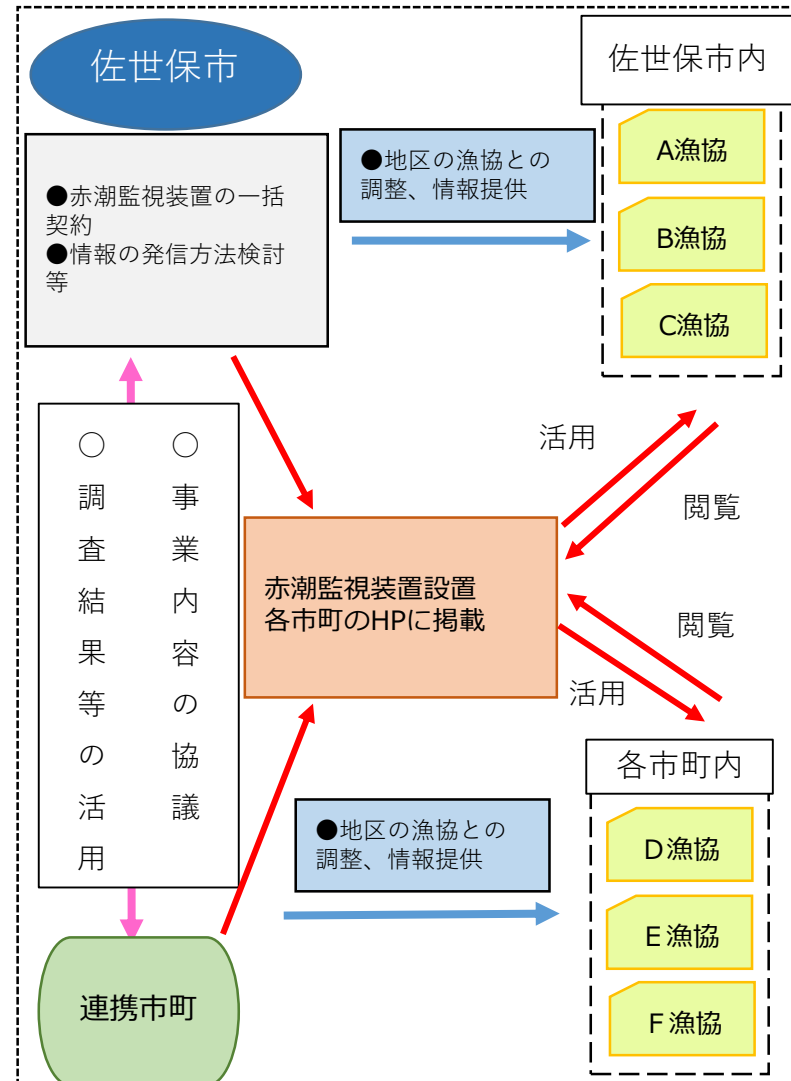 佐世保市
●赤潮監視装置の一括
契約
●情報の発信方法検討
等
●地区の漁協との
調整、情報提供
佐世保市内
A漁協
B漁協
C漁協
○事業内容の協議
○調査結果等の活用
赤潮監視装置設置
各市町のHPに掲載
活用
閲覧
閲覧
活用
●地区の漁協との
調整、情報提供
各市町内
D漁協
E漁協
F漁協
連携市町